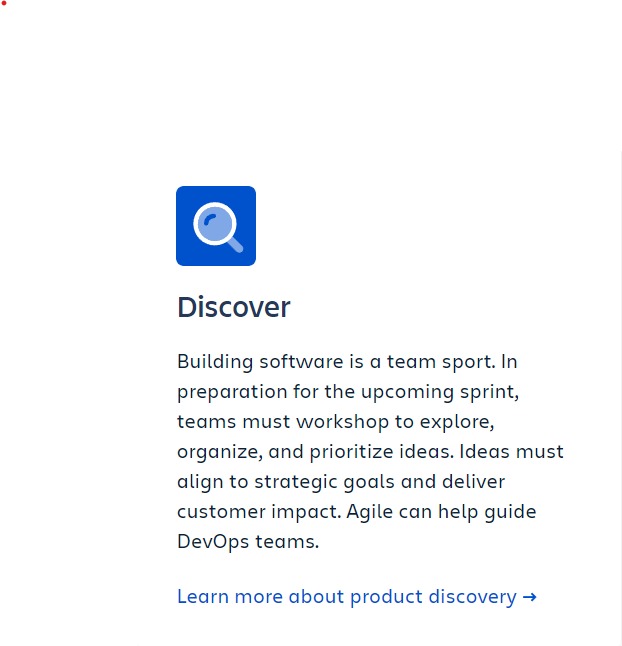 Discover
Building software is a team sport. In
preparation for the upcoming sprint,
teams must workshop to explore,
organize, and prioritize ideas. Ideas must
align to strategic goals and deliver
customer impact. Agile can help guide
DevOps teams.
Learn more about product discovery →